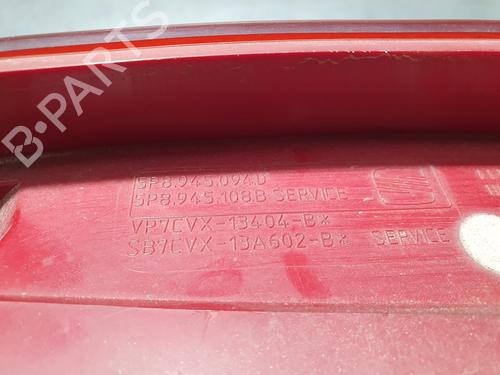 B-PARTS
5P8.945.094.D
5P8.945.108.B SERVICE
VP7CVX-13404-B*
SB7CVX-13A602-B* SERVICE